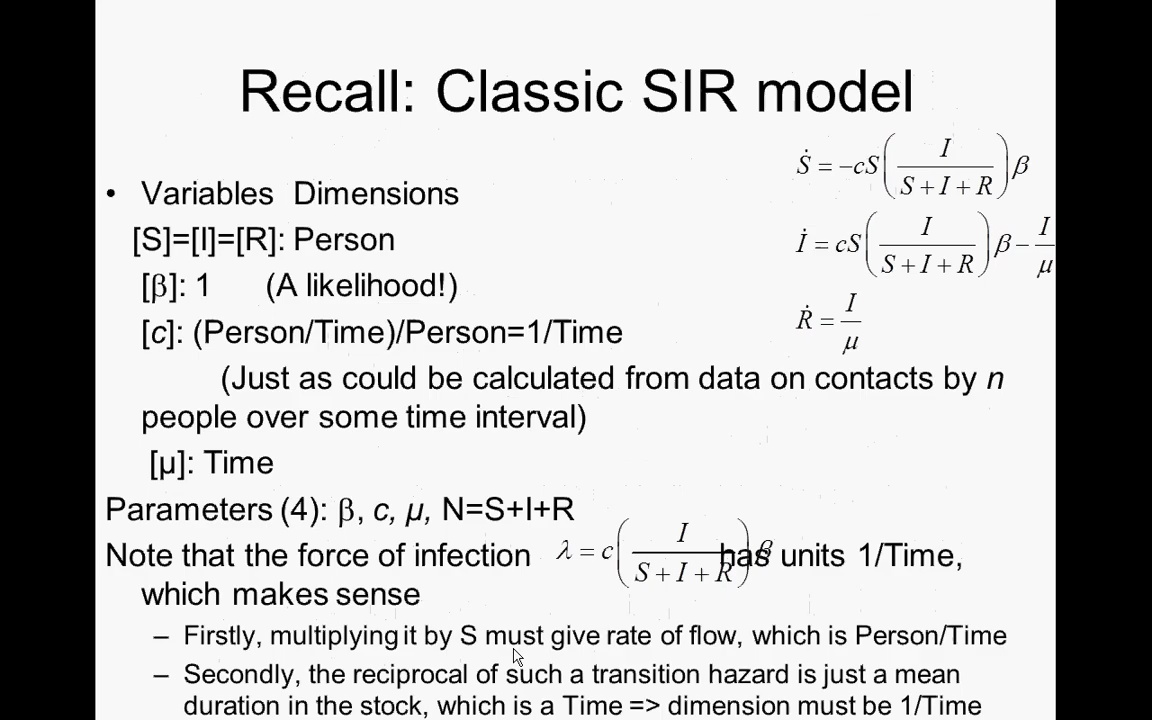 Recall: Classic SIR model
Ṡ = −cS( I / (S + I + R) )β
• Variables Dimensions
[S]=[I]=[R]: Person
İ = cS( I / (S + I + R) )β − I/μ
[β]: 1 (A likelihood!)
Ṙ = I/μ
[c]: (Person/Time)/Person=1/Time
(Just as could be calculated from data on contacts by n
people over some time interval)
[μ]: Time
Parameters (4): β, c, μ, N=S+I+R
Note that the force of infection λ = c( I / (S + I + R) )β has units 1/Time,
which makes sense
– Firstly, multiplying it by S must give rate of flow, which is Person/Time
– Secondly, the reciprocal of such a transition hazard is just a mean
duration in the stock, which is a Time => dimension must be 1/Time